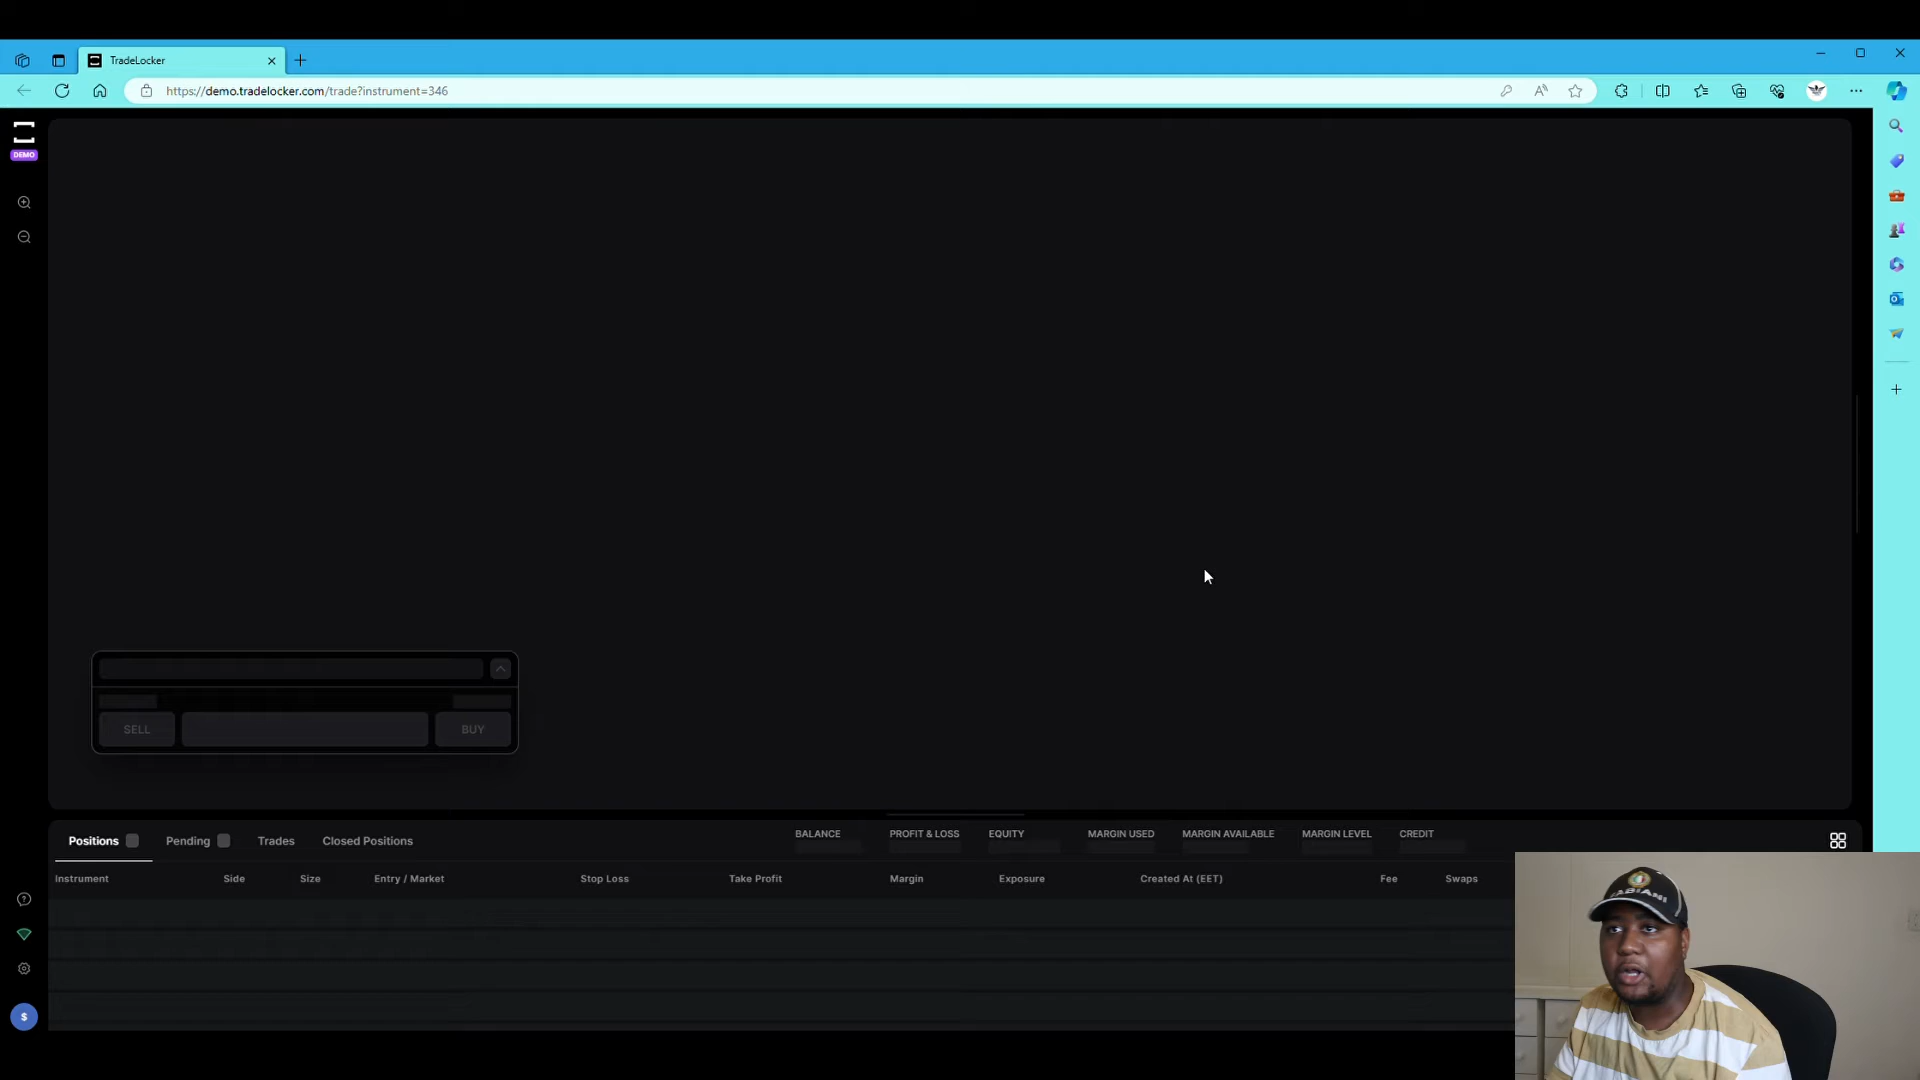 TradeLocker
https://demo.tradelocker.com/trade?instrument=346
DEMO
SELL
BUY
Positions
Pending
Trades
Closed Positions
BALANCE
PROFIT & LOSS
EQUITY
MARGIN USED
MARGIN AVAILABLE
MARGIN LEVEL
CREDIT
Instrument
Side
Size
Entry / Market
Stop Loss
Take Profit
Margin
Exposure
Created At (EET)
Fee
Swaps
$